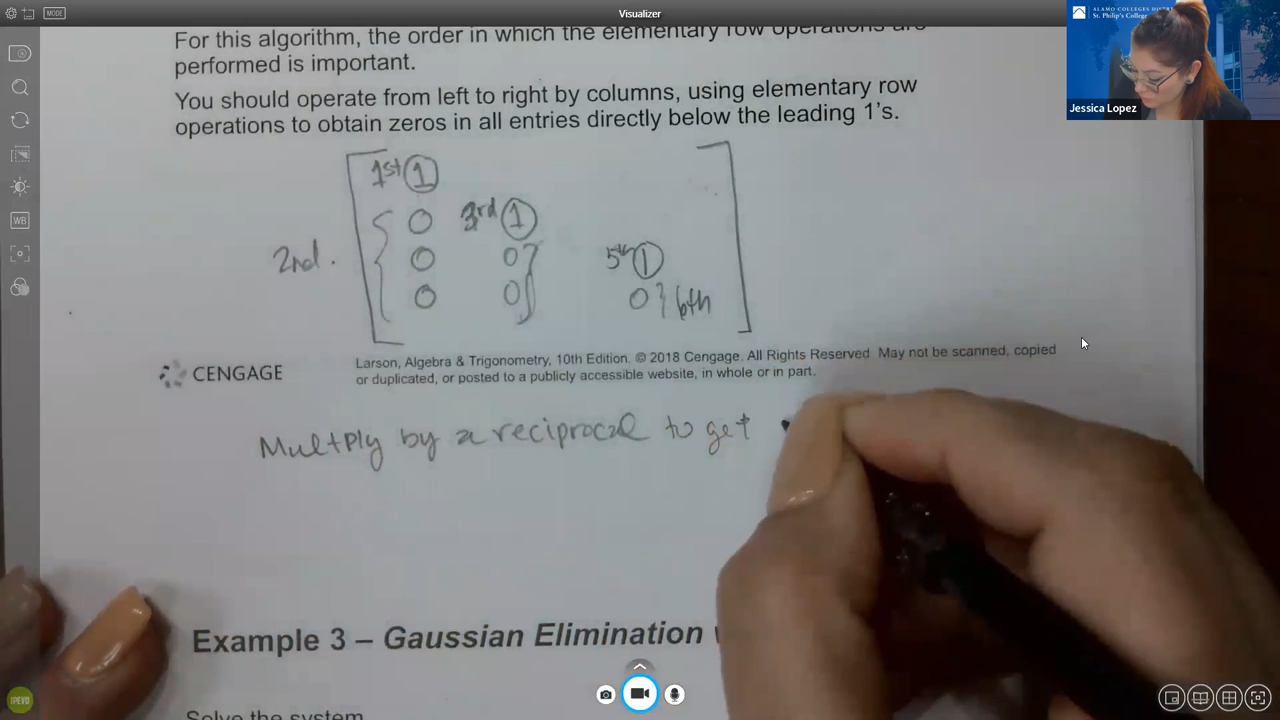 MODE
Visualizer
ALAMO COLLEGES
St. Philip's College
Jessica Lopez
WB
For this algorithm, the order in which the elementary row operations are
performed is important.
You should operate from left to right by columns, using elementary row
operations to obtain zeros in all entries directly below the leading 1's.
1st 1
0 3rd 1
2nd. 0 0 5th 1
0 0 0 6th
CENGAGE
Larson, Algebra & Trigonometry, 10th Edition. © 2018 Cengage. All Rights Reserved May not be scanned, copied
or duplicated, or posted to a publicly accessible website, in whole or in part.
Multply by a reciprocal to get
Example 3 – Gaussian Elimination
Solve the system
IPEVO